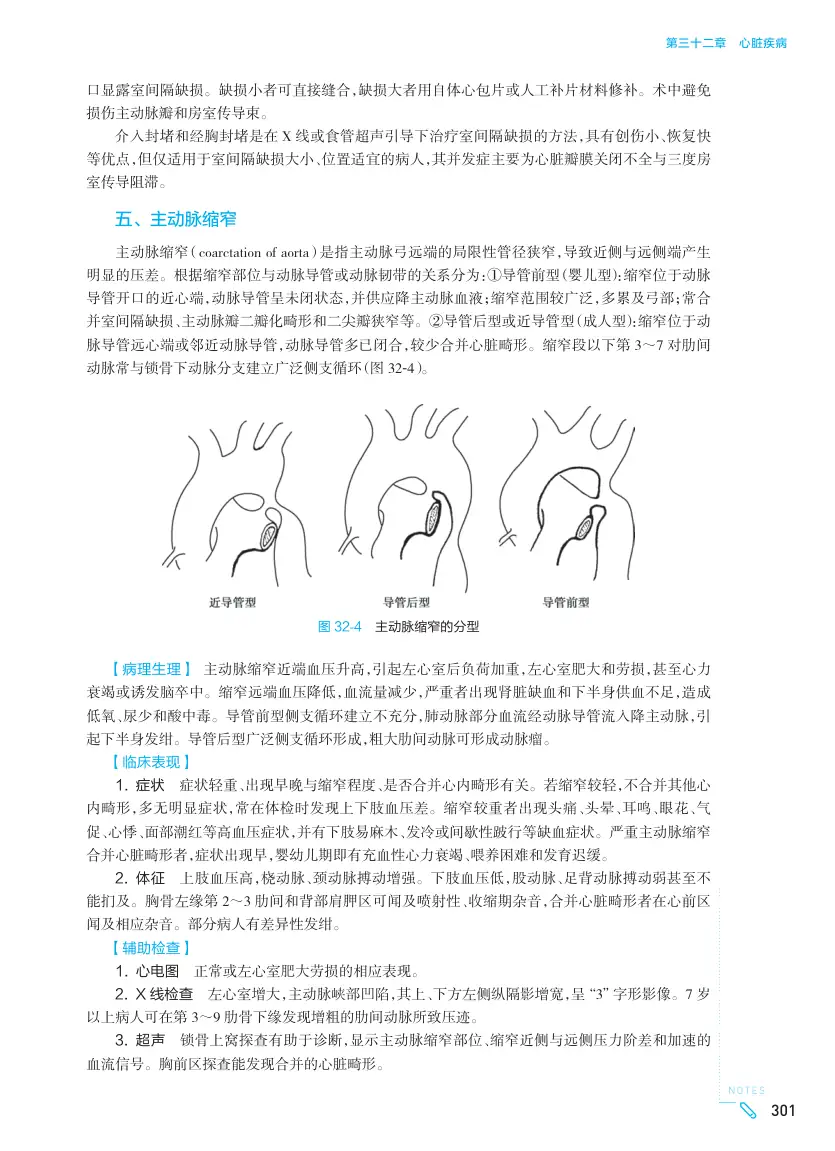 第三十二章 心脏疾病
口显露室间隔缺损。缺损小者可直接缝合,缺损大者用自体心包片或人工补片材料修补。术中避免
损伤主动脉瓣和房室传导束。
介入封堵和经胸封堵是在 X 线或食管超声引导下治疗室间隔缺损的方法,具有创伤小、恢复快
等优点,但仅适用于室间隔缺损大小、位置适宜的病人,其并发症主要为心脏瓣膜关闭不全与三度房
室传导阻滞。
五、主动脉缩窄
主动脉缩窄(coarctation of aorta)是指主动脉弓远端的局限性管径狭窄,导致近侧与远侧端产生
明显的压差。根据缩窄部位与动脉导管或动脉韧带的关系分为:①导管前型(婴儿型):缩窄位于动脉
导管开口的近心端,动脉导管呈未闭状态,并供应降主动脉血液;缩窄范围较广泛,多累及弓部;常合
并室间隔缺损、主动脉瓣二瓣化畸形和二尖瓣狭窄等。②导管后型或近导管型(成人型):缩窄位于动
脉导管远心端或邻近动脉导管,动脉导管多已闭合,较少合并心脏畸形。缩窄段以下第 3～7 对肋间
动脉常与锁骨下动脉分支建立广泛侧支循环(图 32-4)。
近导管型 导管后型 导管前型
图 32-4 主动脉缩窄的分型
【病理生理】 主动脉缩窄近端血压升高,引起左心室后负荷加重,左心室肥大和劳损,甚至心力
衰竭或诱发脑卒中。缩窄远端血压降低,血流量减少,严重者出现肾脏缺血和下半身供血不足,造成
低氧、尿少和酸中毒。导管前型侧支循环建立不充分,肺动脉部分血流经动脉导管流入降主动脉,引
起下半身发绀。导管后型广泛侧支循环形成,粗大肋间动脉可形成动脉瘤。
【临床表现】
1. 症状 症状轻重、出现早晚与缩窄程度、是否合并心内畸形有关。若缩窄较轻,不合并其他心
内畸形,多无明显症状,常在体检时发现上下肢血压差。缩窄较重者出现头痛、头晕、耳鸣、眼花、气
促、心悸、面部潮红等高血压症状,并有下肢易麻木、发冷或间歇性跛行等缺血症状。严重主动脉缩窄
合并心脏畸形者,症状出现早,婴幼儿期即有充血性心力衰竭、喂养困难和发育迟缓。
2. 体征 上肢血压高,桡动脉、颈动脉搏动增强。下肢血压低,股动脉、足背动脉搏动弱甚至不
能扪及。胸骨左缘第 2～3 肋间和背部肩胛区可闻及喷射性、收缩期杂音,合并心脏畸形者在心前区
闻及相应杂音。部分病人有差异性发绀。
【辅助检查】
1. 心电图 正常或左心室肥大劳损的相应表现。
2. X 线检查 左心室增大,主动脉峡部凹陷,其上、下方左侧纵隔影增宽,呈 “3” 字形影像。7 岁
以上病人可在第 3～9 肋骨下缘发现增粗的肋间动脉所致压迹。
3. 超声 锁骨上窝探查有助于诊断,显示主动脉缩窄部位、缩窄近侧与远侧压力阶差和加速的
血流信号。胸前区探查能发现合并的心脏畸形。
NOTES
301